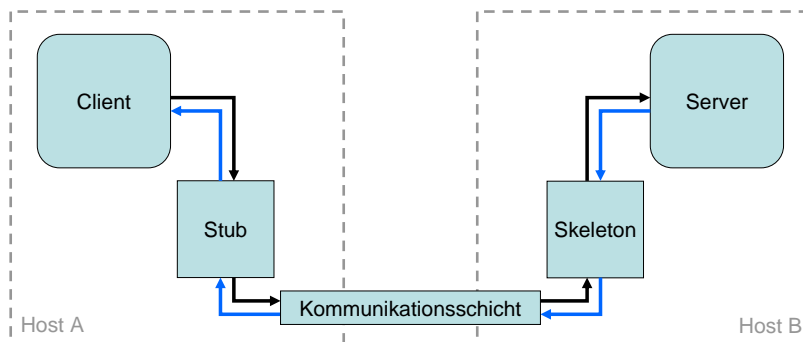 Client
Server
Stub
Skeleton
Kommunikationsschicht
Host A
Host B